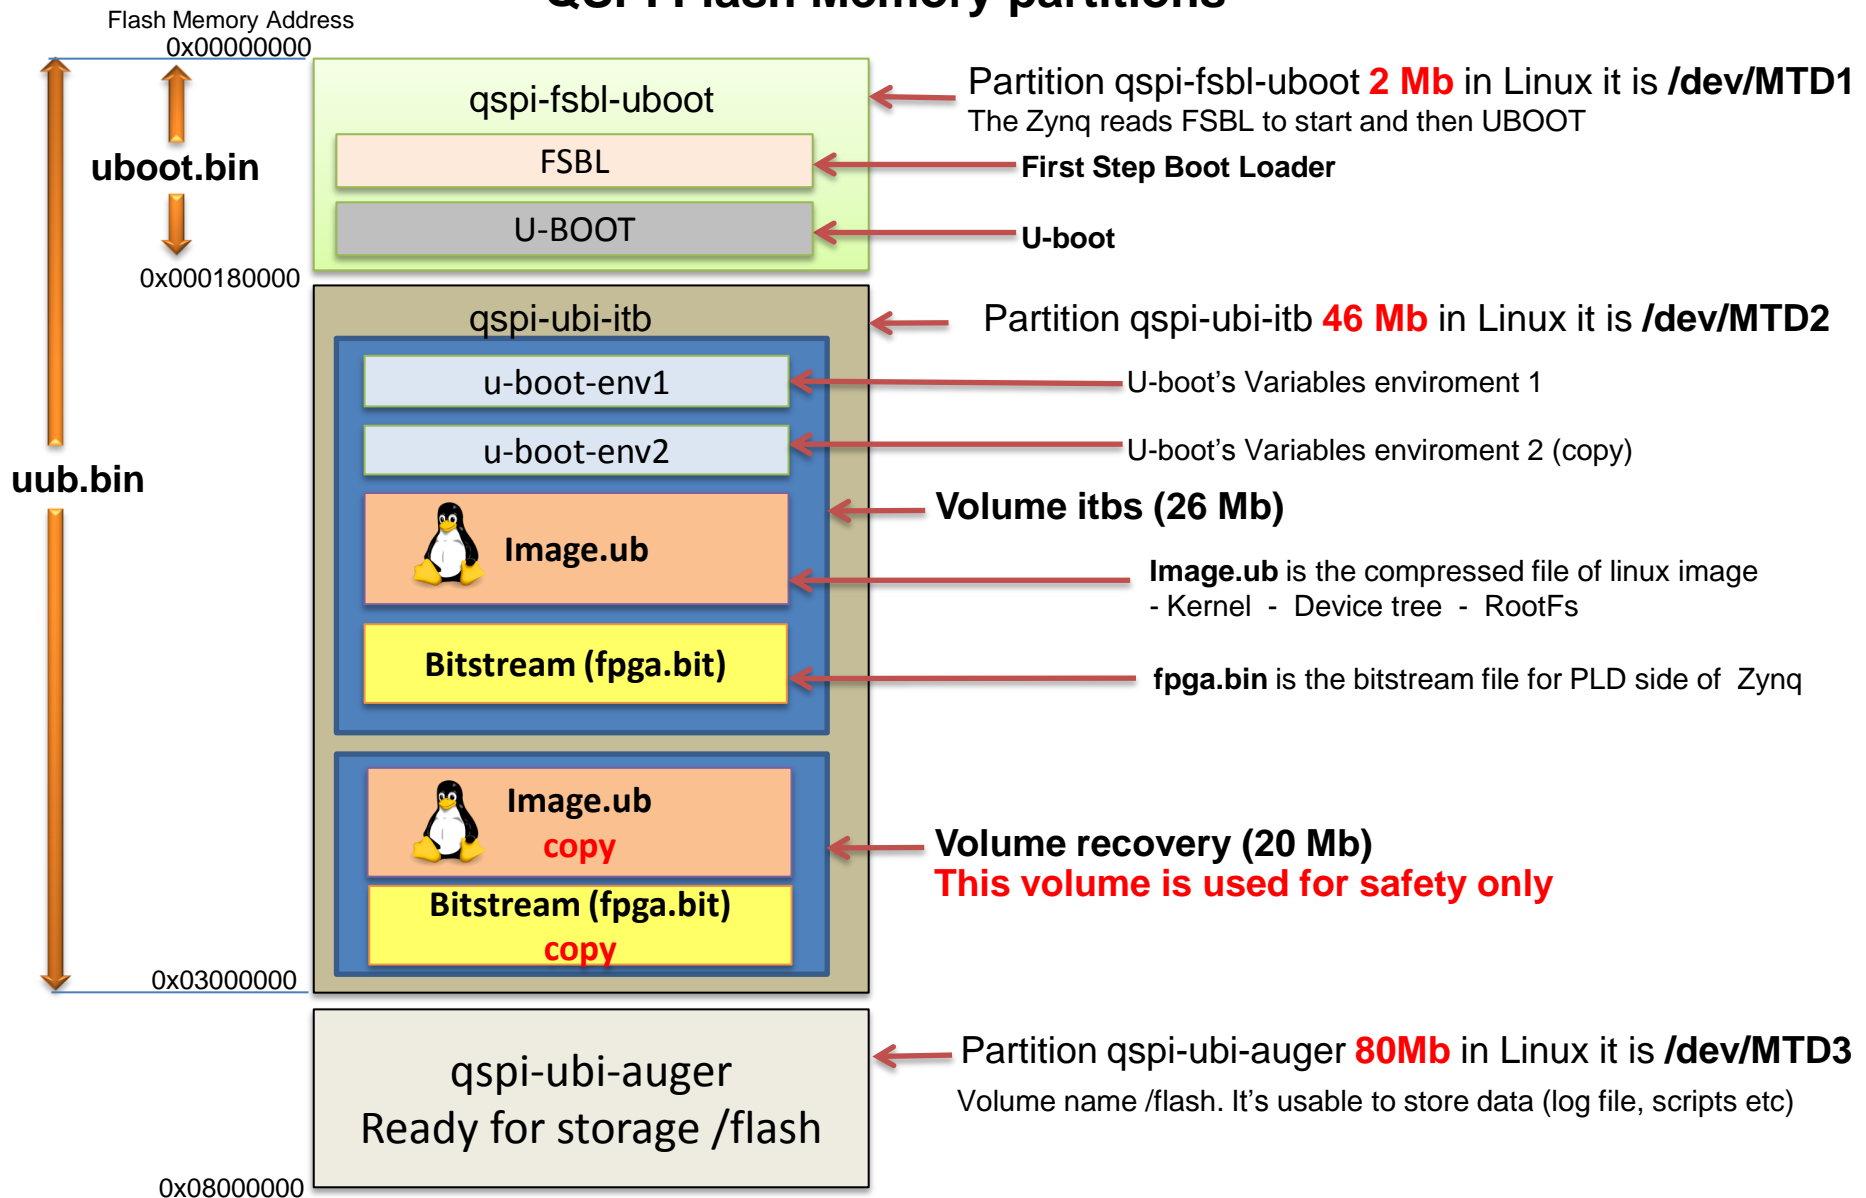 QSPI Flash Memory partitions
Flash Memory Address
0x00000000
qspi-fsbl-uboot
Partition qspi-fsbl-uboot 2 Mb in Linux it is /dev/MTD1
The Zynq reads FSBL to start and then UBOOT
uboot.bin
FSBL
First Step Boot Loader
U-BOOT
U-boot
0x000180000
qspi-ubi-itb
Partition qspi-ubi-itb 46 Mb in Linux it is /dev/MTD2
u-boot-env1
U-boot's Variables enviroment 1
u-boot-env2
U-boot's Variables enviroment 2 (copy)
uub.bin
Volume itbs (26 Mb)
Image.ub
Image.ub is the compressed file of linux image
- Kernel - Device tree - RootFs
Bitstream (fpga.bit)
fpga.bin is the bitstream file for PLD side of Zynq
Image.ub
copy
Volume recovery (20 Mb)
This volume is used for safety only
Bitstream (fpga.bit)
copy
0x03000000
qspi-ubi-auger
Ready for storage /flash
Partition qspi-ubi-auger 80Mb in Linux it is /dev/MTD3
Volume name /flash. It's usable to store data (log file, scripts etc)
0x08000000